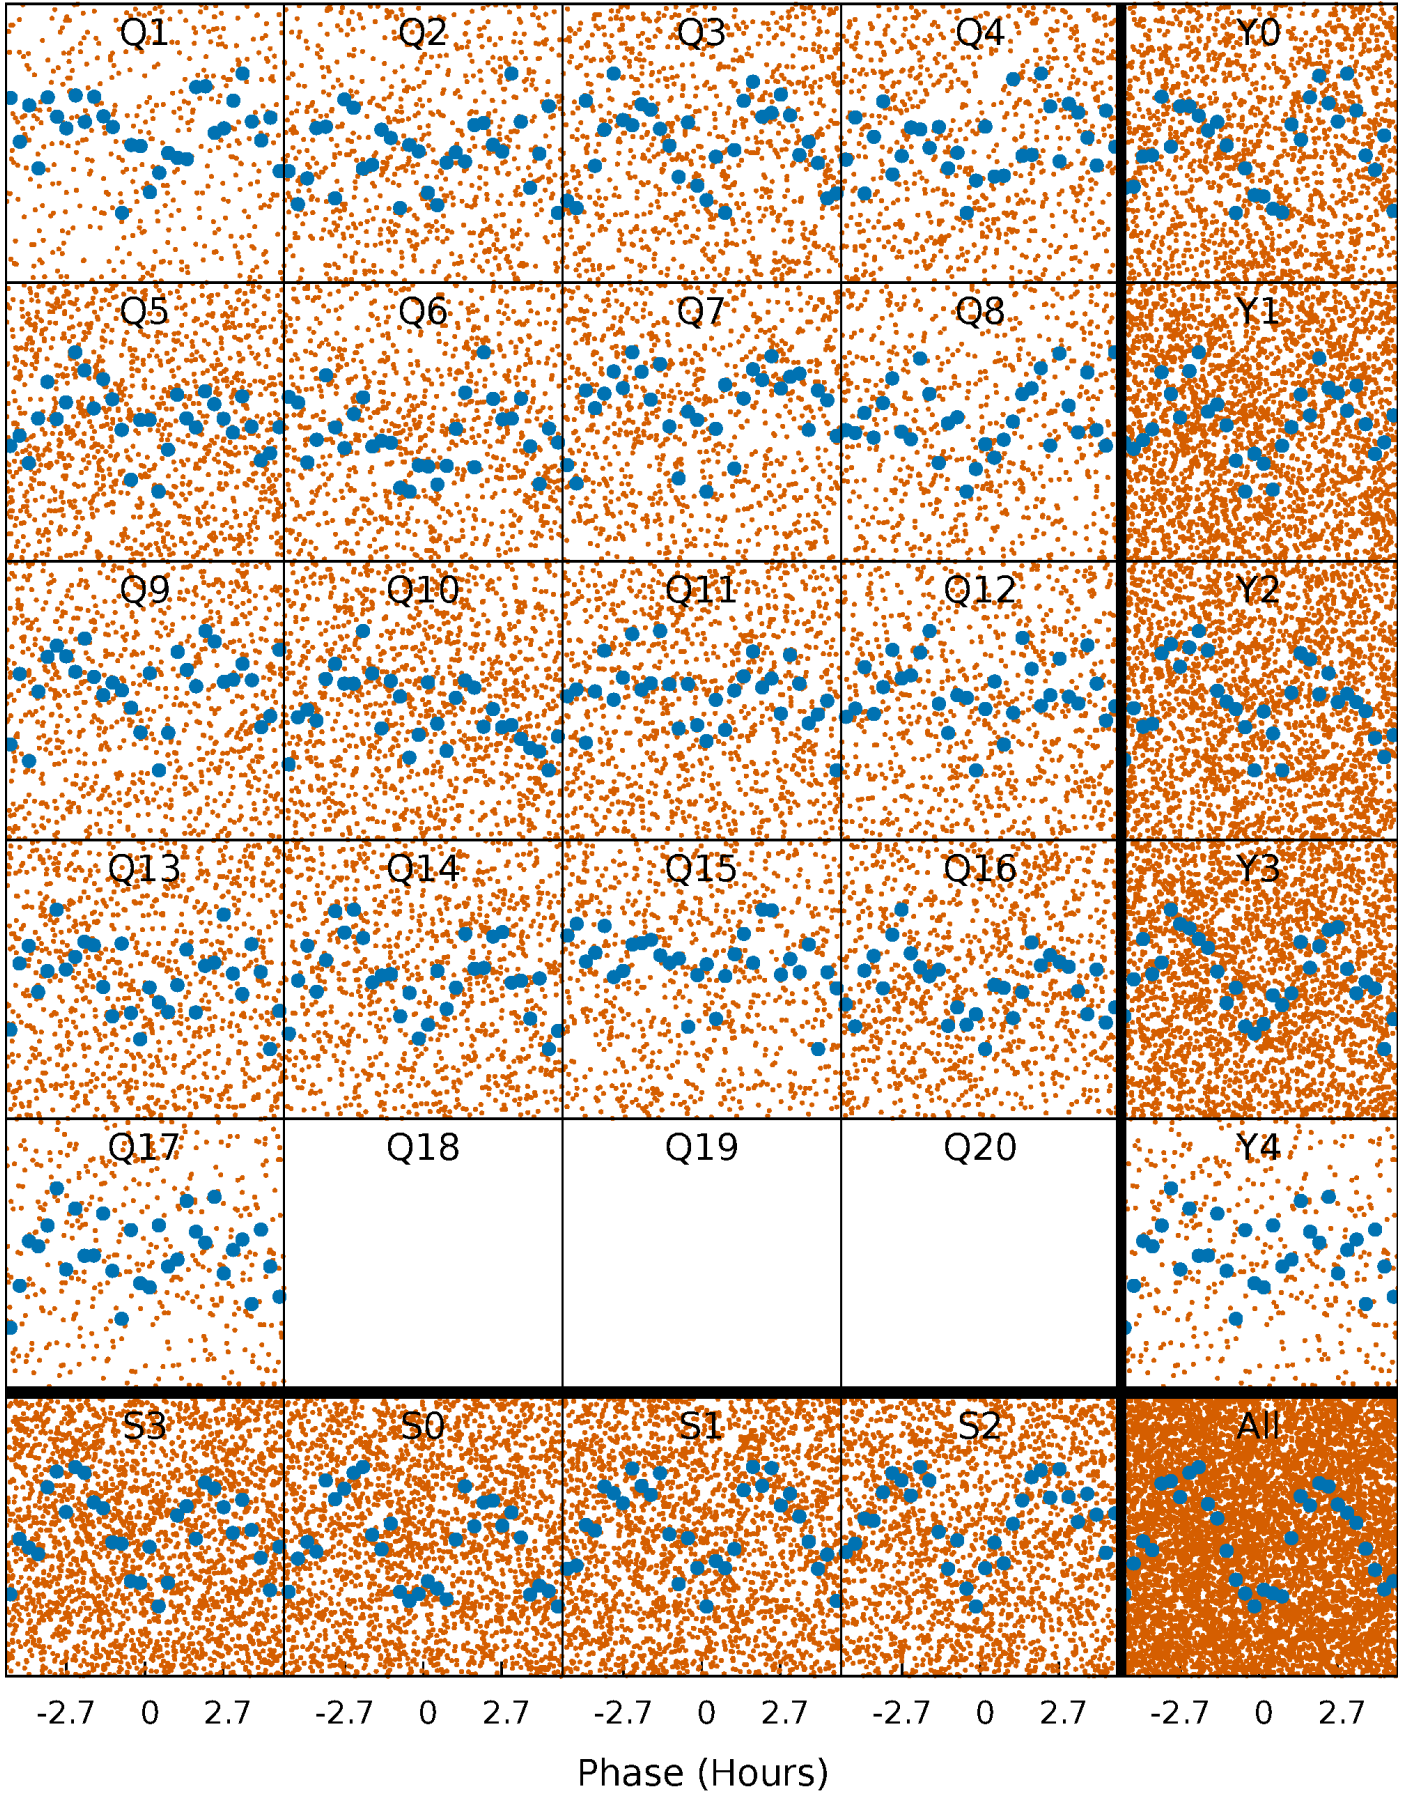 Q1 Q2 Q3 Q4 Y0
Q5 Q6 Q7 Q8 Y1
Q9 Q10 Q11 Q12 Y2
Q13 Q14 Q15 Q16 Y3
Q17 Q18 Q19 Q20 Y4
S3 S0 S1 S2 All
-2.7 0 2.7 -2.7 0 2.7 -2.7 0 2.7 -2.7 0 2.7 -2.7 0 2.7
Phase (Hours)